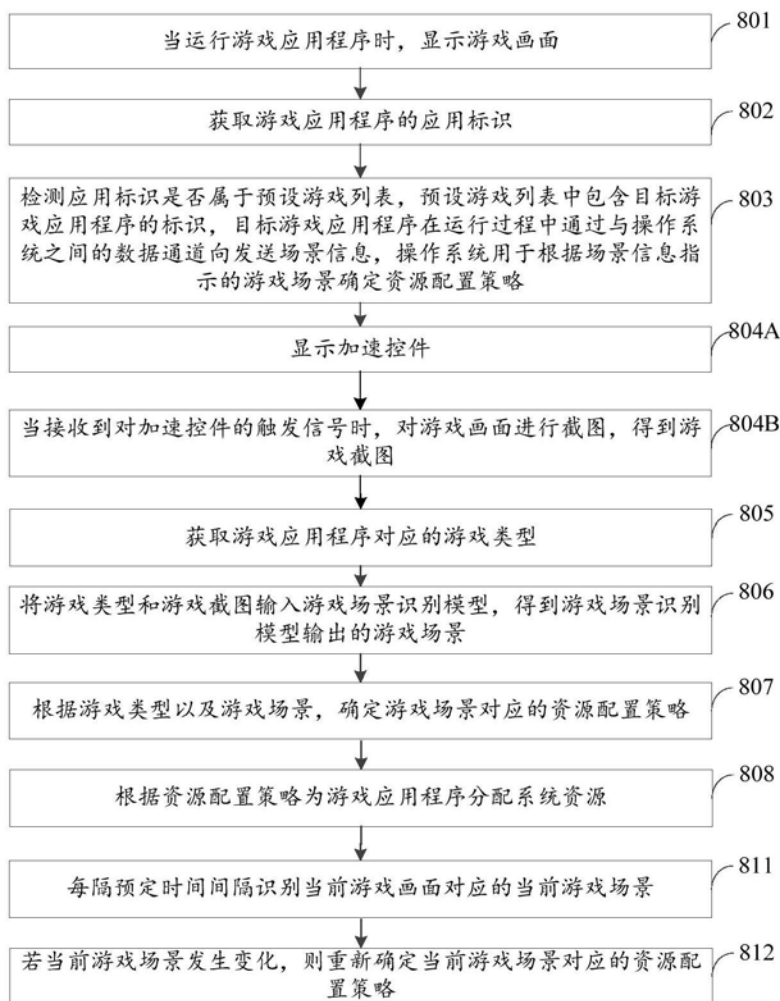 当运行游戏应用程序时，显示游戏画面
801
获取游戏应用程序的应用标识
802
检测应用标识是否属于预设游戏列表，预设游戏列表中包含目标游
戏应用程序的标识，目标游戏应用程序在运行过程中通过与操作系
统之间的数据通道向发送场景信息，操作系统用于根据场景信息指
示的游戏场景确定资源配置策略
803
显示加速控件
804A
当接收到对加速控件的触发信号时，对游戏画面进行截图，得到游
戏截图
804B
获取游戏应用程序对应的游戏类型
805
将游戏类型和游戏截图输入游戏场景识别模型，得到游戏场景识别
模型输出的游戏场景
806
根据游戏类型以及游戏场景，确定游戏场景对应的资源配置策略
807
根据资源配置策略为游戏应用程序分配系统资源
808
每隔预定时间间隔识别当前游戏画面对应的当前游戏场景
811
若当前游戏场景发生变化，则重新确定当前游戏场景对应的资源配
置策略
812